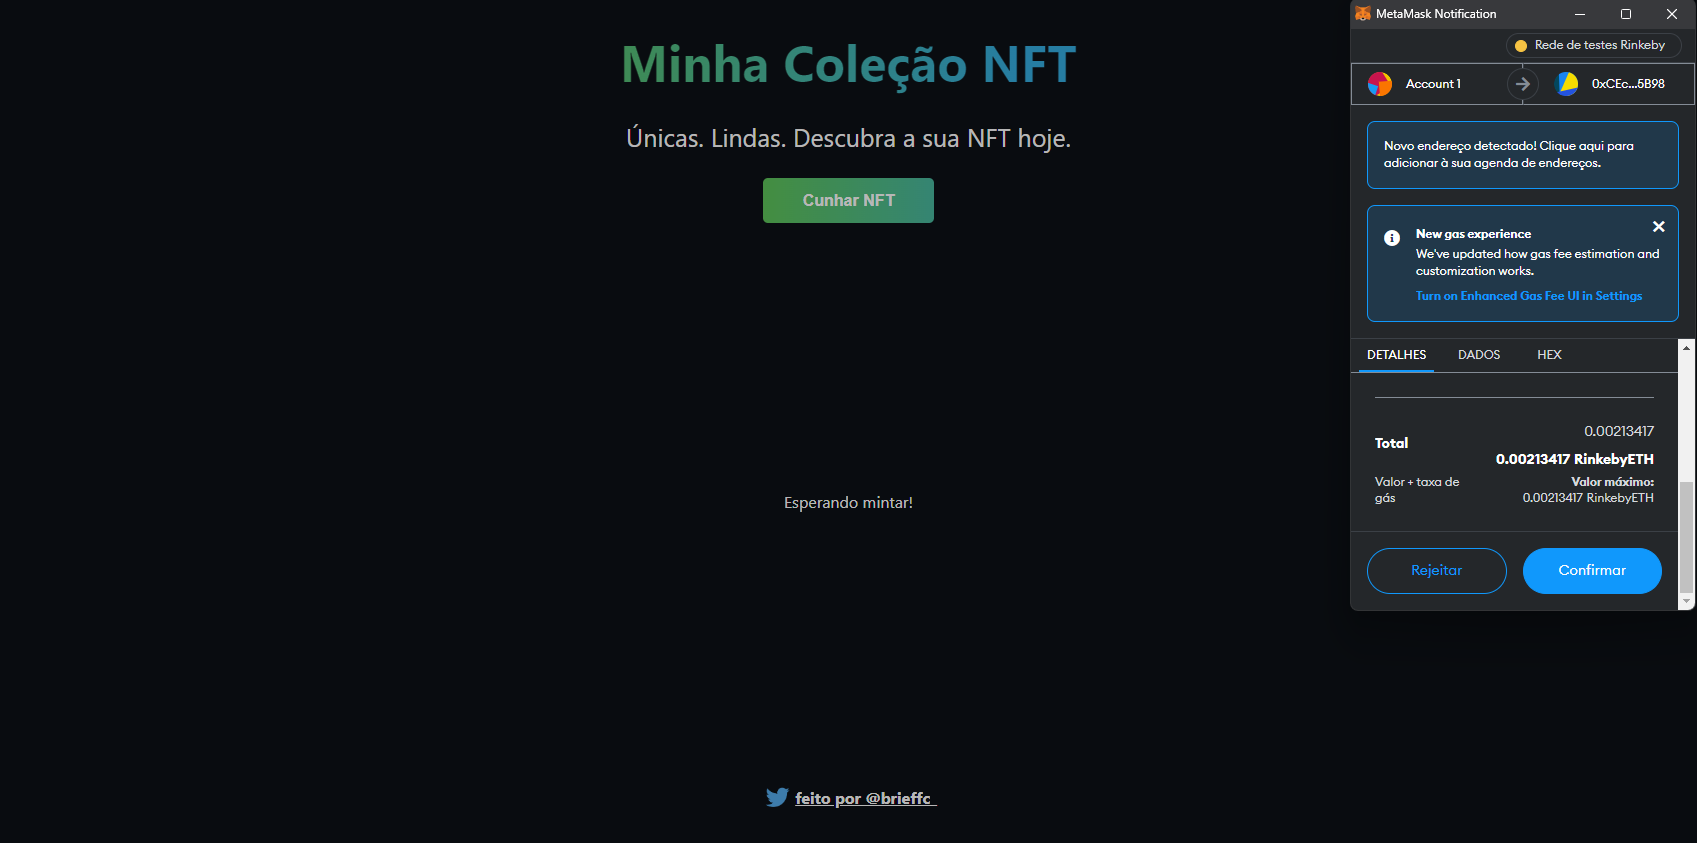 Minha Coleção NFT
Únicas. Lindas. Descubra a sua NFT hoje.
Cunhar NFT
Esperando mintar!
feito por @brieffc_
MetaMask Notification
Rede de testes Rinkeby
Account 1
0xCEc...5B98
Novo endereço detectado! Clique aqui para
adicionar à sua agenda de endereços.
New gas experience
We've updated how gas fee estimation and
customization works.
Turn on Enhanced Gas Fee UI in Settings
DETALHES DADOS HEX
0.00213417
Total
0.00213417 RinkebyETH
Valor + taxa de
gás
Valor máximo:
0.00213417 RinkebyETH
Rejeitar
Confirmar